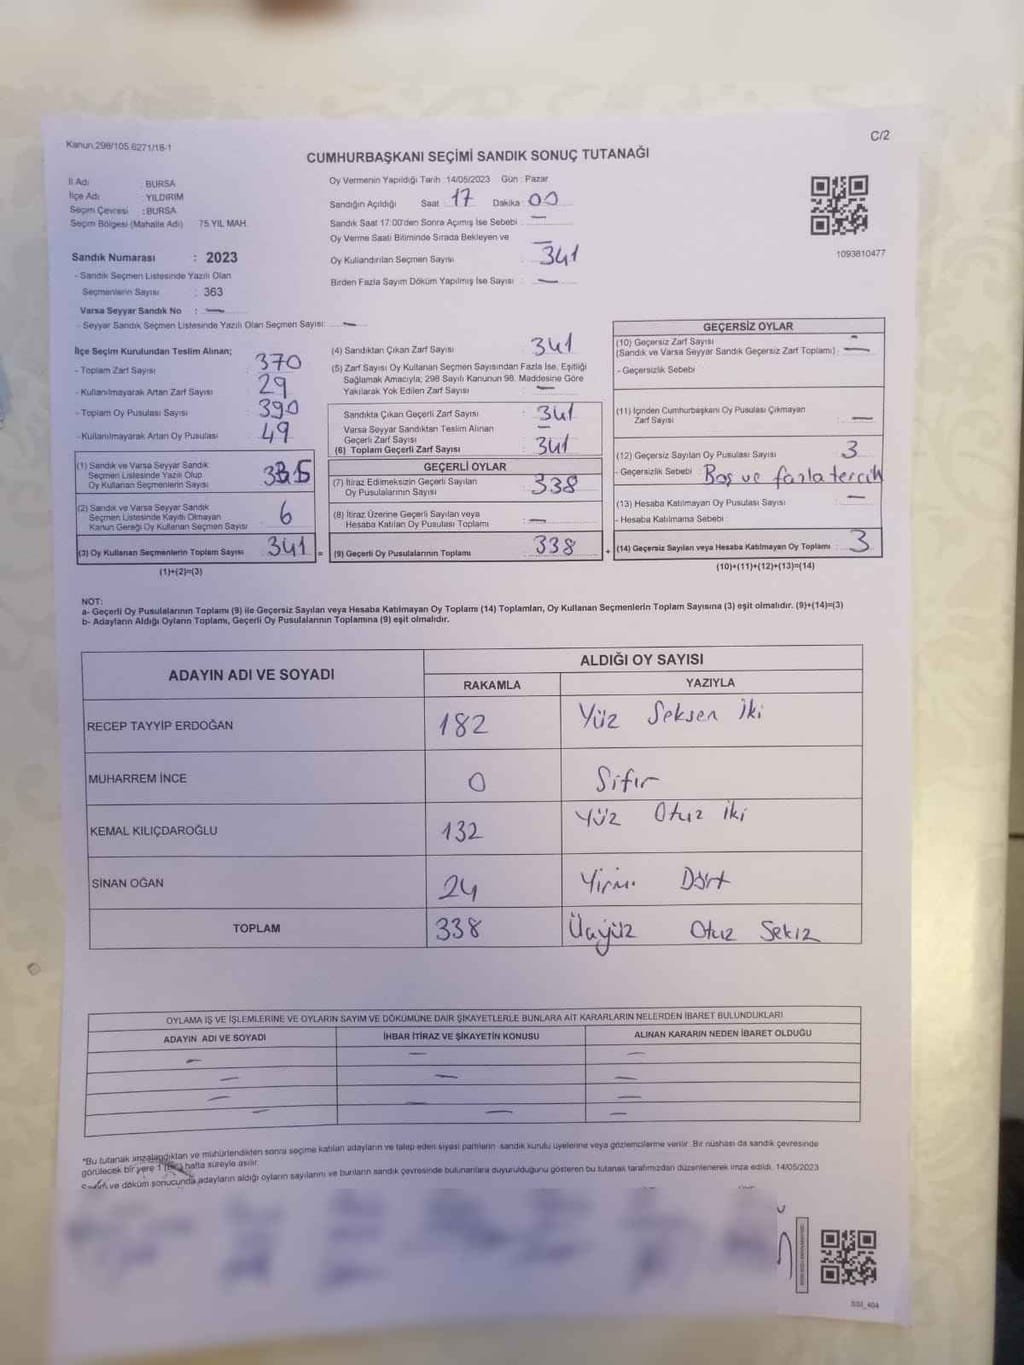 Kanun.298/105.6271/18-1
C/2
CUMHURBAŞKANI SEÇİMİ SANDIK SONUÇ TUTANAĞI
İl Adı : BURSA
İlçe Adı : YILDIRIM
Seçim Çevresi : BURSA
Seçim Bölgesi (Mahalle Adı) 75 YIL MAH.
Sandık Numarası : 2023
- Sandık Seçmen Listesinde Yazılı Olan
Seçmenlerin Sayısı : 363
Varsa Seyyar Sandık No : —
- Seyyar Sandık Seçmen Listesinde Yazılı Olan Seçmen Sayısı: —
Oy Vermenin Yapıldığı Tarih :14/05/2023 Gün : Pazar
Sandığın Açıldığı Saat : 17 Dakika : 00
Sandık Saat 17:00'den Sonra Açımış İse Sebebi : —
Oy Verme Saati Bitiminde Sırada Bekleyen ve —
Oy Kullandırılan Seçmen Sayısı 341
Birden Fazla Sayım Döküm Yapılmış İse Sayısı : —
1093810477
İlçe Seçim Kurulundan Teslim Alınan;
- Toplam Zarf Sayısı : 370
- Kullanılmayarak Artan Zarf Sayısı : 29
- Toplam Oy Pusulası Sayısı : 390
- Kullanılmayarak Artan Oy Pusulası : 49
(1) Sandık ve Varsa Seyyar Sandık
Seçmen Listesinde Yazılı Olup
Oy Kullanan Seçmenlerin Sayısı : 335
(2) Sandık ve Varsa Seyyar Sandık
Seçmen Listesinde Kayıtlı Olmayan
Kanun Gereği Oy Kullanan Seçmen Sayısı : 6
(3) Oy Kullanan Seçmenlerin Toplam Sayısı : 341 =
(1)+(2)=(3)
(4) Sandıktan Çıkan Zarf Sayısı : 341
(5) Zarf Sayısı Oy Kullanan Seçmen Sayısından Fazla İse, Eşitliği
Sağlamak Amacıyla; 298 Sayılı Kanunun 98. Maddesine Göre
Yakılarak Yok Edilen Zarf Sayısı : —
Sandıkta Çıkan Geçerli Zarf Sayısı : 341
Varsa Seyyar Sandıktan Teslim Alınan —
Geçerli Zarf Sayısı
(6) Toplam Geçerli Zarf Sayısı : 341
GEÇERLİ OYLAR
(7) İtiraz Edilmeksizin Geçerli Sayılan
Oy Pusulalarının Sayısı : 338
(8) İtiraz Üzerine Geçerli Sayılan veya
Hesaba Katılan Oy Pusulası Toplamı : —
(9) Geçerli Oy Pusulalarının Toplamı : 338 +
GEÇERSİZ OYLAR
(10) Geçersiz Zarf Sayısı
(Sandık ve Varsa Seyyar Sandık Geçersiz Zarf Toplamı) : —
- Geçersizlik Sebebi :
(11) İçinden Cumhurbaşkanı Oy Pusulası Çıkmayan
Zarf Sayısı : —
(12) Geçersiz Sayılan Oy Pusulası Sayısı : 3
- Geçersizlik Sebebi : Boş ve fazla tercih
(13) Hesaba Katılmayan Oy Pusulası Sayısı : —
- Hesaba Katılmama Sebebi :
(14) Geçersiz Sayılan veya Hesaba Katılmayan Oy Toplamı : 3
(10)+(11)+(12)+(13)=(14)
NOT:
a- Geçerli Oy Pusulalarının Toplamı (9) ile Geçersiz Sayılan veya Hesaba Katılmayan Oy Toplamı (14) Toplamları, Oy Kullanan Seçmenlerin Toplam Sayısına (3) eşit olmalıdır. (9)+(14)=(3)
b- Adayların Aldığı Oyların Toplamı, Geçerli Oy Pusulalarının Toplamına (9) eşit olmalıdır.
ADAYIN ADI VE SOYADI
ALDIĞI OY SAYISI
RAKAMLA YAZIYLA
RECEP TAYYİP ERDOĞAN 182 Yüz Seksen İki
MUHARREM İNCE 0 Sıfır
KEMAL KILIÇDAROĞLU 132 Yüz Otuz iki
SİNAN OĞAN 24 Yirmi Dört
TOPLAM 338 Üçyüz Otuz Sekiz
OYLAMA İŞ VE İŞLEMLERİNE VE OYLARIN SAYIM VE DÖKÜMÜNE DAİR ŞİKAYETLERLE BUNLARA AİT KARARLARIN NELERDEN İBARET BULUNDUKLARI
ADAYIN ADI VE SOYADI İHBAR İTİRAZ VE ŞİKAYETİN KONUSU ALINAN KARARIN NEDEN İBARET OLDUĞU
— — —
— — —
— — —
— — —
*Bu tutanak imzalandıktan ve mühürlendikten sonra seçime katılan adayların ve talep eden siyasi partilerin sandık kurulu üyelerine veya gözlemcilerine verilir. Bir nüshası da sandık çevresinde
görülecek bir yere 1 (Bir) hafta süreyle asılır.
ve döküm sonucunda adayların aldığı oyların sayılarını ve bunların sandık çevresinde bulunanlara duyurulduğunu gösteren bu tutanak tarafımızdan düzenlenerek imza edildi. 14/05/2023
SSI_404